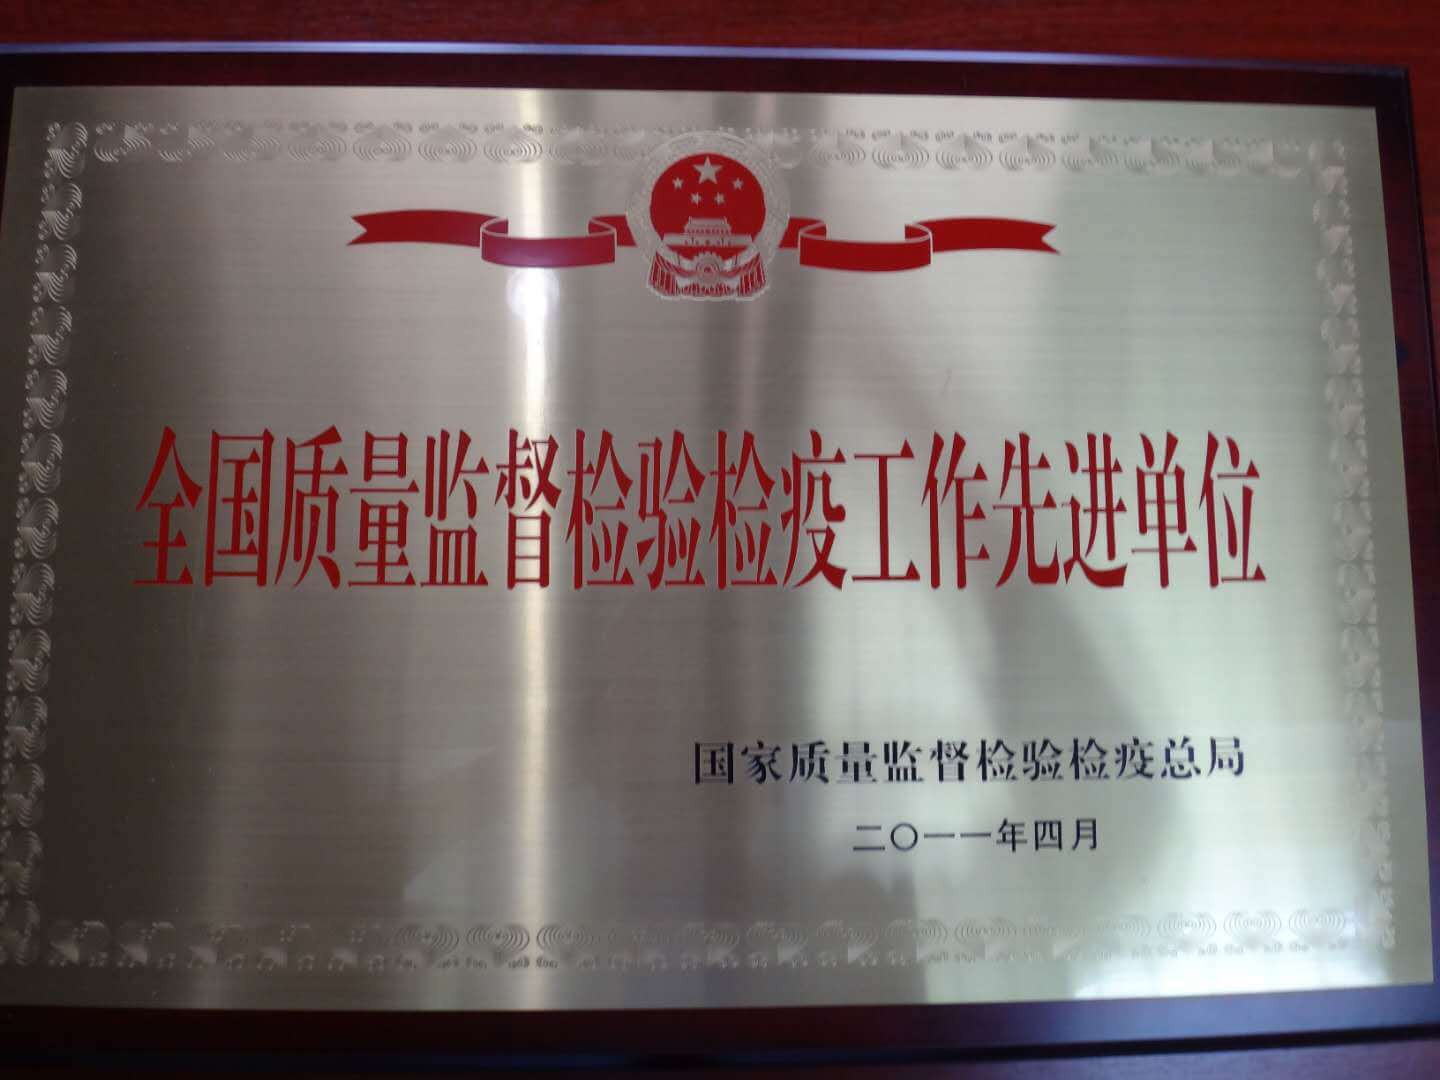 全国质量监督检验检疫工作先进单位
国家质量监督检验检疫总局
二〇一一年四月